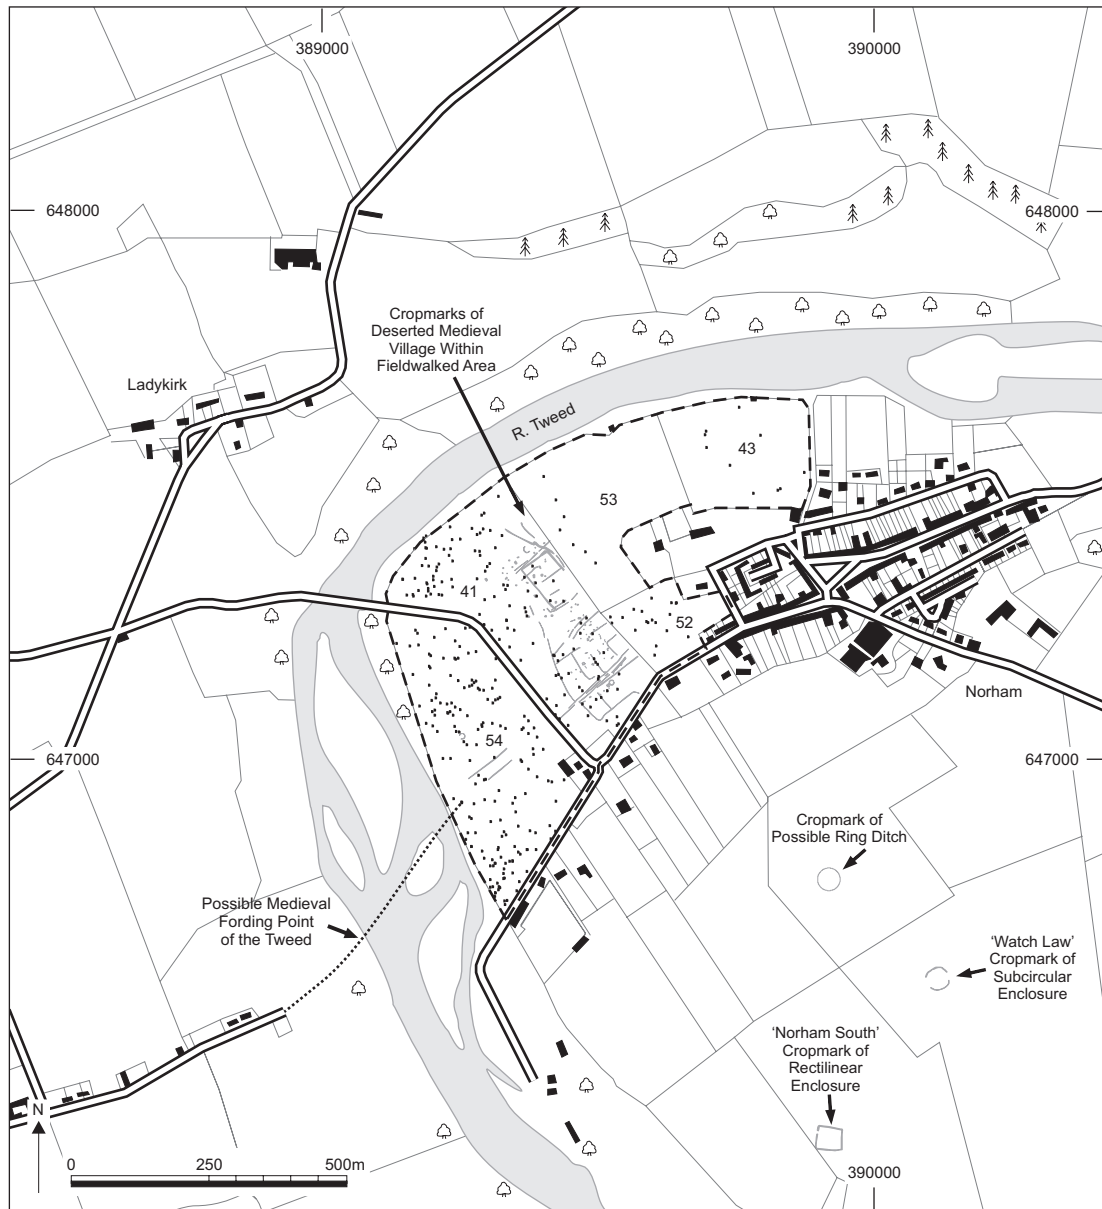 389000
390000
648000
648000
Cropmarks of
Deserted Medieval
Village Within
Fieldwalked Area
Ladykirk
R. Tweed
43
53
41
52
Norham
54
647000
647000
Cropmark of
Possible Ring Ditch
Possible Medieval
Fording Point
of the Tweed
'Watch Law'
Cropmark of
Subcircular
Enclosure
'Norham South'
Cropmark of
Rectilinear
Enclosure
N
0 250 500m
390000